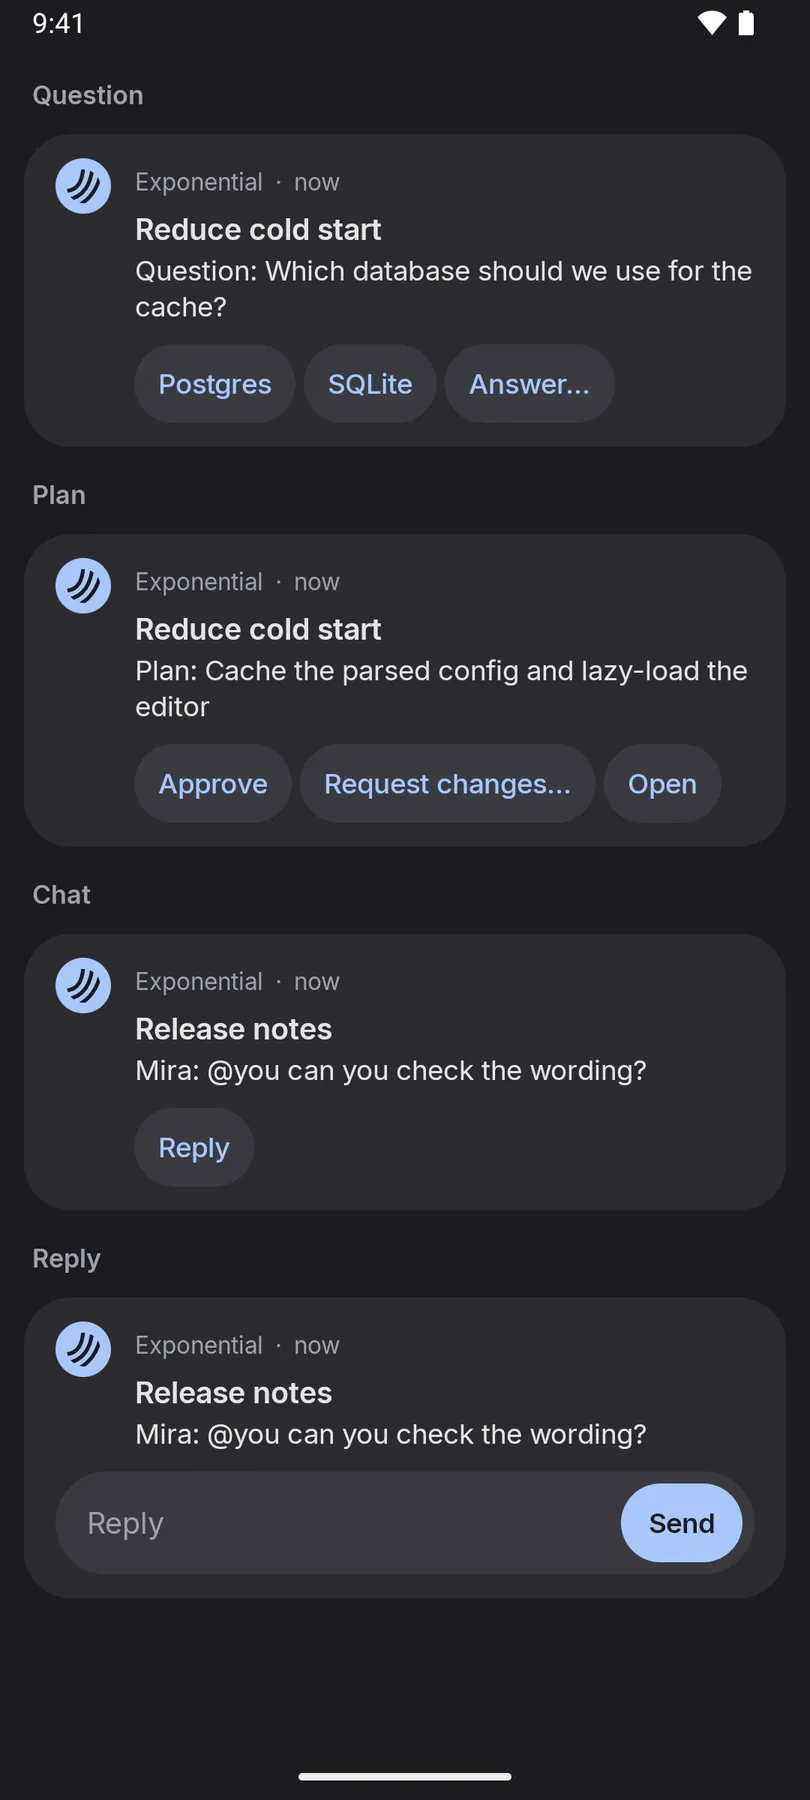 9:41
Question
Exponential · now
Reduce cold start
Question: Which database should we use for the
cache?
Postgres SQLite Answer...
Plan
Exponential · now
Reduce cold start
Plan: Cache the parsed config and lazy-load the
editor
Approve Request changes... Open
Chat
Exponential · now
Release notes
Mira: @you can you check the wording?
Reply
Reply
Exponential · now
Release notes
Mira: @you can you check the wording?
Reply Send